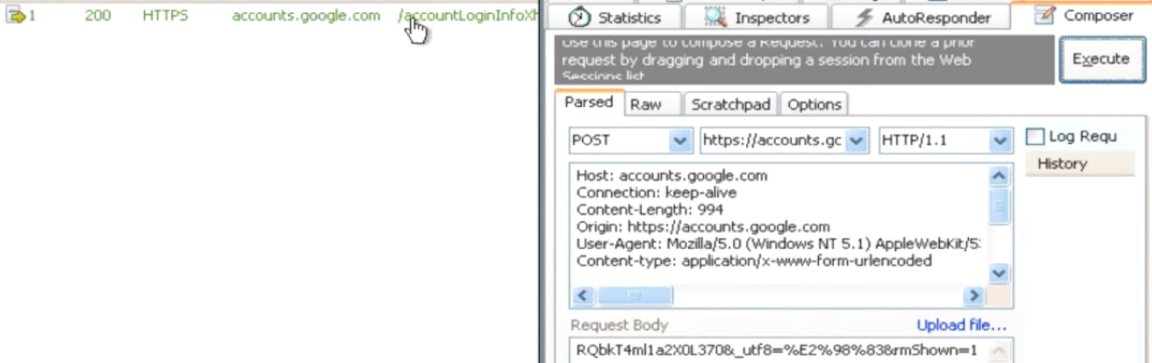 1 200 HTTPS accounts.google.com /accountLoginInfoXh
Statistics Inspectors AutoResponder Composer
Use this page to compose a Request. You can clone a prior
request by dragging and dropping a session from the Web
Sessions list
Execute
Parsed Raw Scratchpad Options
POST https://accounts.gc HTTP/1.1
Log Requ
History
Host: accounts.google.com
Connection: keep-alive
Content-Length: 994
Origin: https://accounts.google.com
User-Agent: Mozilla/5.0 (Windows NT 5.1) AppleWebKit/53
Content-type: application/x-www-form-urlencoded
Request Body Upload file...
RQbkT4ml1a2X0L370&_utf8=%E2%98%83&rmShown=1